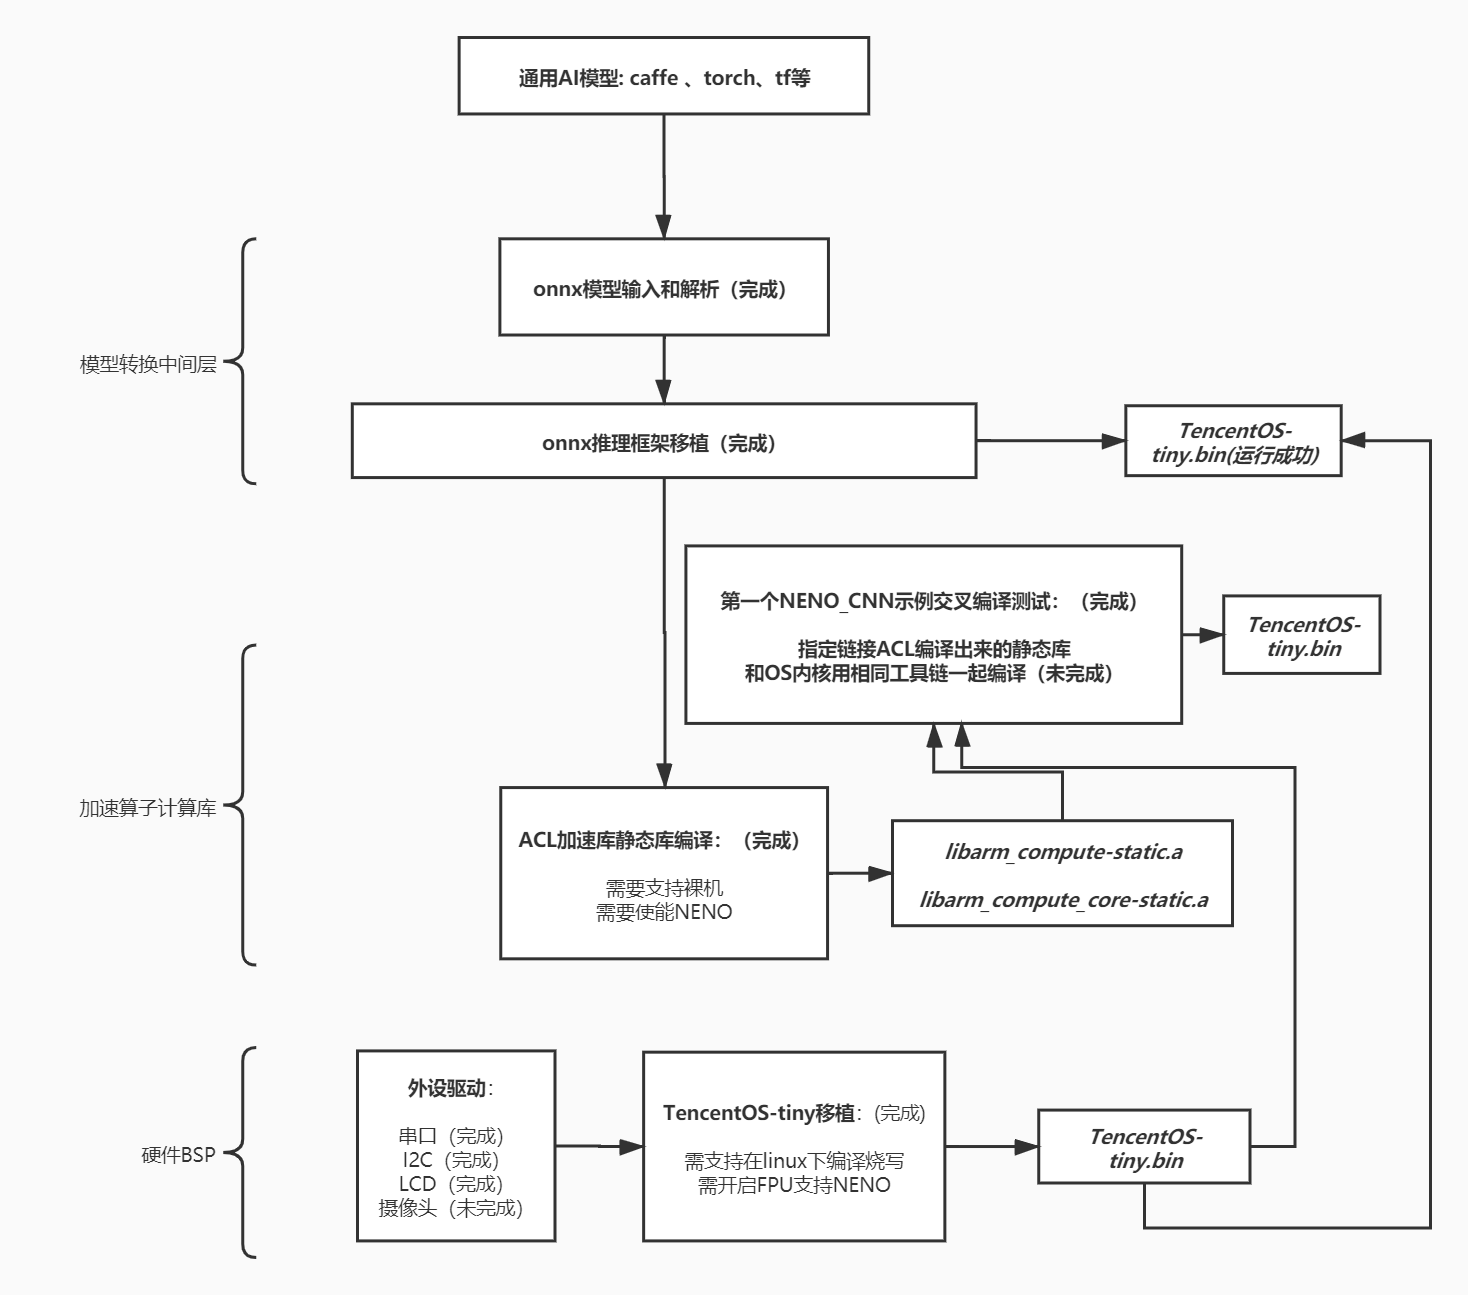 通用AI模型: caffe 、torch、tf等
onnx模型输入和解析（完成）
模型转换中间层
onnx推理框架移植（完成）
TencentOS-
tiny.bin(运行成功)
第一个NENO_CNN示例交叉编译测试：（完成）
指定链接ACL编译出来的静态库
和OS内核用相同工具链一起编译（未完成）
TencentOS-
tiny.bin
加速算子计算库
ACL加速库静态库编译：（完成）
需要支持裸机
需要使能NENO
libarm_compute-static.a
libarm_compute_core-static.a
硬件BSP
外设驱动：
串口（完成）
I2C（完成）
LCD（完成）
摄像头（未完成）
TencentOS-tiny移植：(完成)
需支持在linux下编译烧写
需开启FPU支持NENO
TencentOS-
tiny.bin